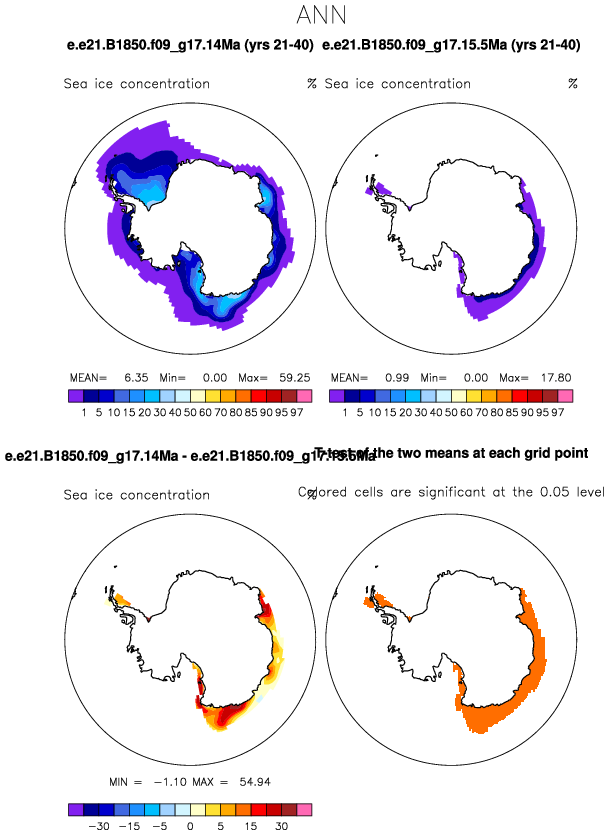 ANN
e.e21.B1850.f09_g17.14Ma (yrs 21-40) e.e21.B1850.f09_g17.15.5Ma (yrs 21-40)
Sea ice concentration % %
MEAN= 6.35 Min= 0.00 Max= 59.25 MEAN= 0.99 Min= 0.00 Max= 17.80
1 5 10 15 20 30 40 50 60 70 80 85 90 95 97 1 5 10 15 20 30 40 50 60 70 80 85 90 95 97
e.e21.B1850.f09_g17.14Ma - e.e21.B1850.f09_g17.15.5Ma T-test of the two means at each grid point
Sea ice concentration % Colored cells are significant at the 0.05 level
MIN = -1.10 MAX = 54.94
-30 -15 -5 0 5 15 30